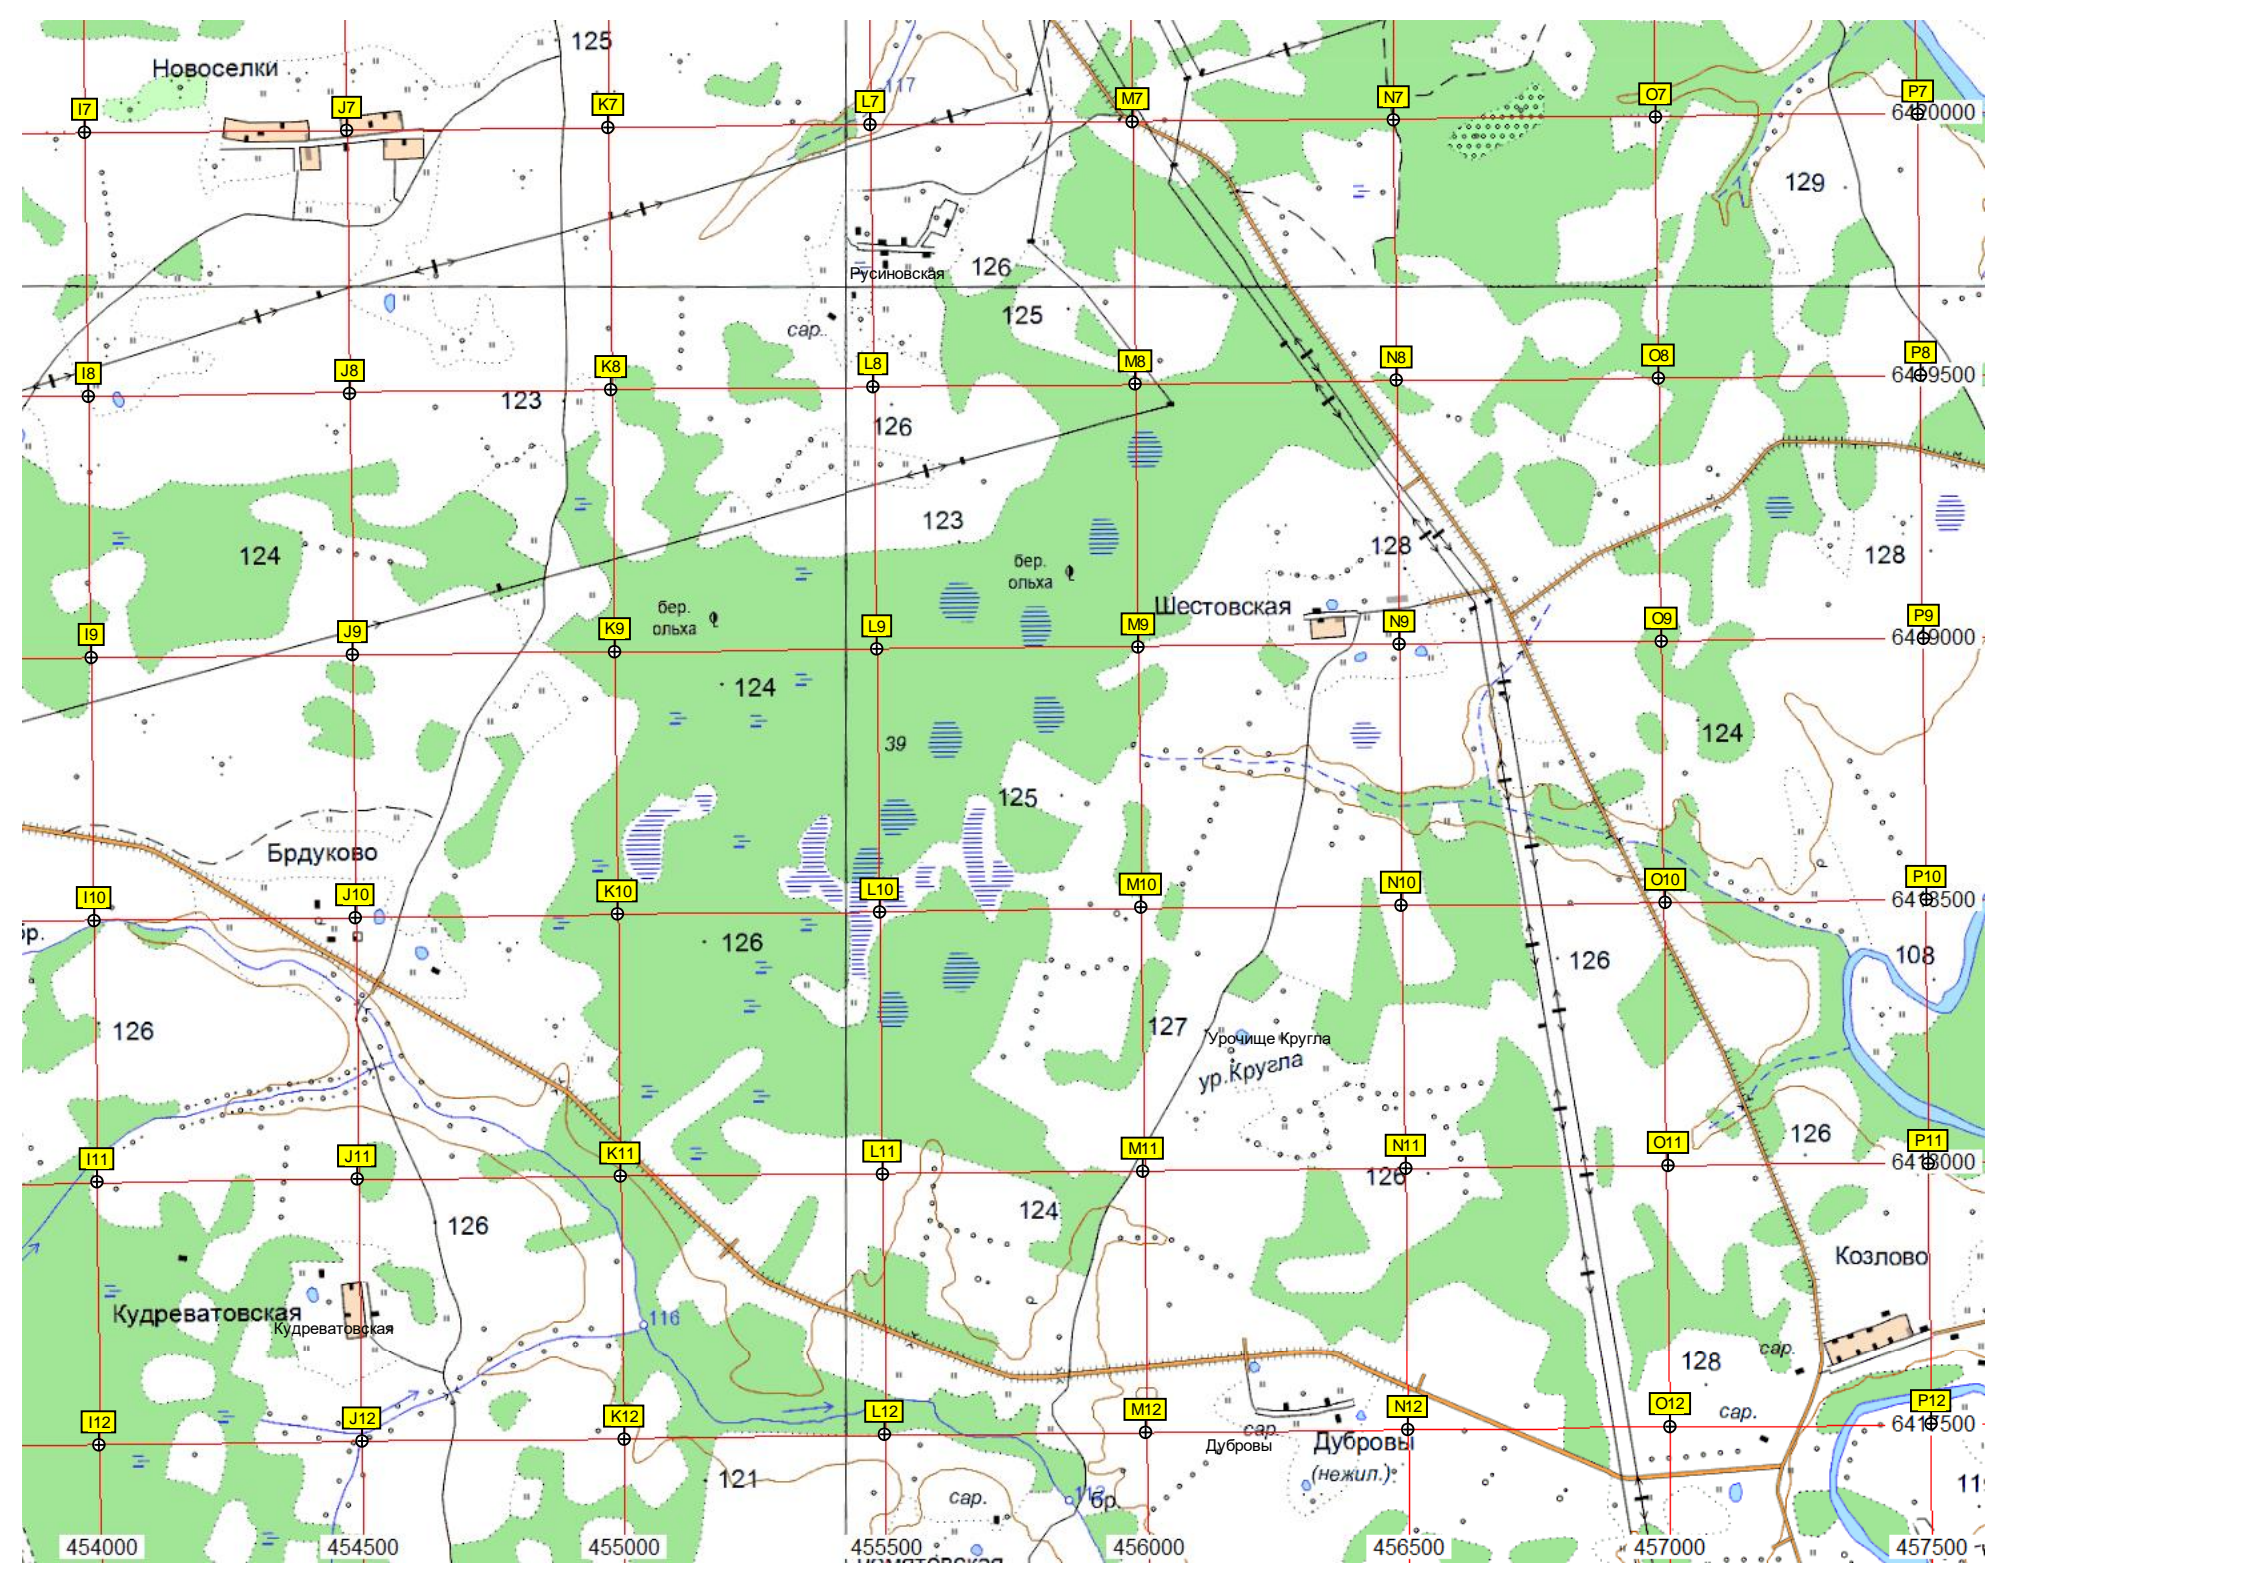 125
Новоселки
117
I7
J7
K7
L7
M7
N7
O7
P7
6420000
129
126
Русиновская
125
сар.
I8
J8
K8
L8
M8
N8
O8
P8
6419500
123
126
123
124
128
128
бер.
ольха
бер.
ольха
Шестовская
I9
J9
K9
L9
M9
N9
O9
P9
6419000
124
124
39
125
Брдуково
I10
J10
K10
L10
M10
N10
O10
P10
6418500
бр.
126
126
108
126
127
Урочище Кругла
ур.Кругла
126
I11
J11
K11
L11
M11
N11
O11
P11
6418000
126
124
126
Козлово
Кудреватовская
Кудреватовская
116
128
сар.
I12
J12
K12
L12
M12
N12
O12
P12
6417500
сар.
сар.
Дубровы
Дубровы
(нежил.)
121
сар.
112
бр.
454000
454500
455000
455500
456000
456500
457000
457500